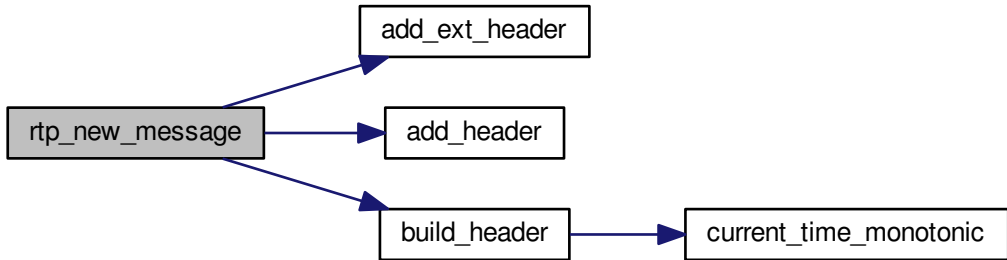 add_ext_header
rtp_new_message
add_header
build_header
current_time_monotonic